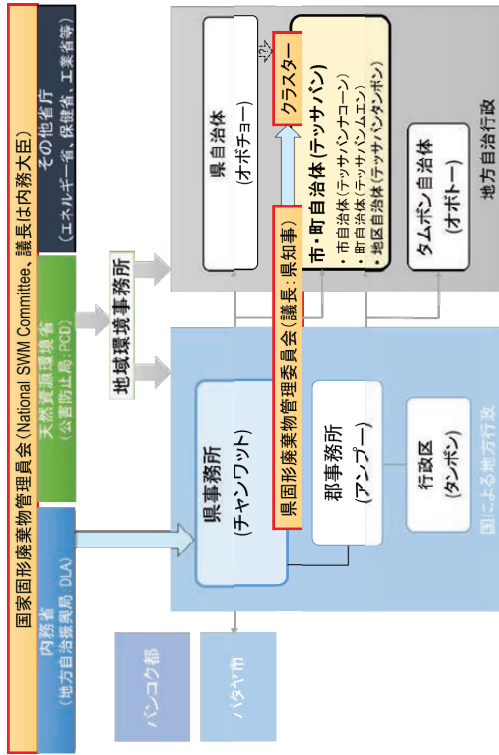 国家固形廃棄物管理員会(National SWM Committee、議長は内務大臣)
内務省
(地方自治振興局:DLA)
天然資源環境省
(公害防止局:PCD)
その他省庁
(エネルギー省、保健省、工業省等)
地域環境事務所
バンコク都
パタヤ市
県事務所
(チャンワット)
県固形廃棄物管理委員会(議長:県知事)
郡事務所
(アンプー)
行政区
(タンボン)
国による地方行政
県自治体
(オボチョー)
(?)
クラスター
市・町自治体(テッサバン)
・市自治体(テッサバンナコーン)
・町自治体(テッサバンムエン)
・地区自治体(テッサバンタンボン)
タムボン自治体
(オボトー)
地方自治行政